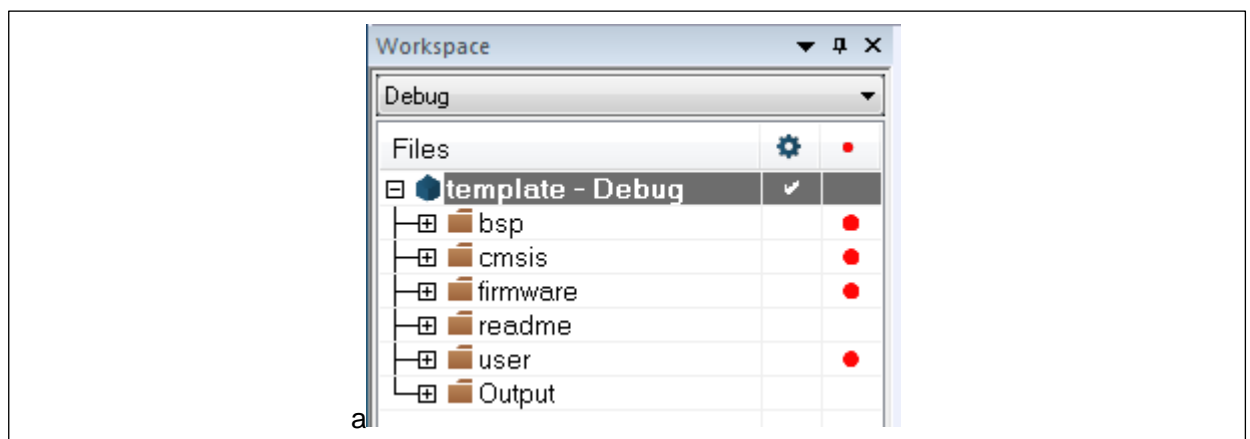 Workspace
Debug
Files
template - Debug
bsp
cmsis
firmware
readme
user
Output
a